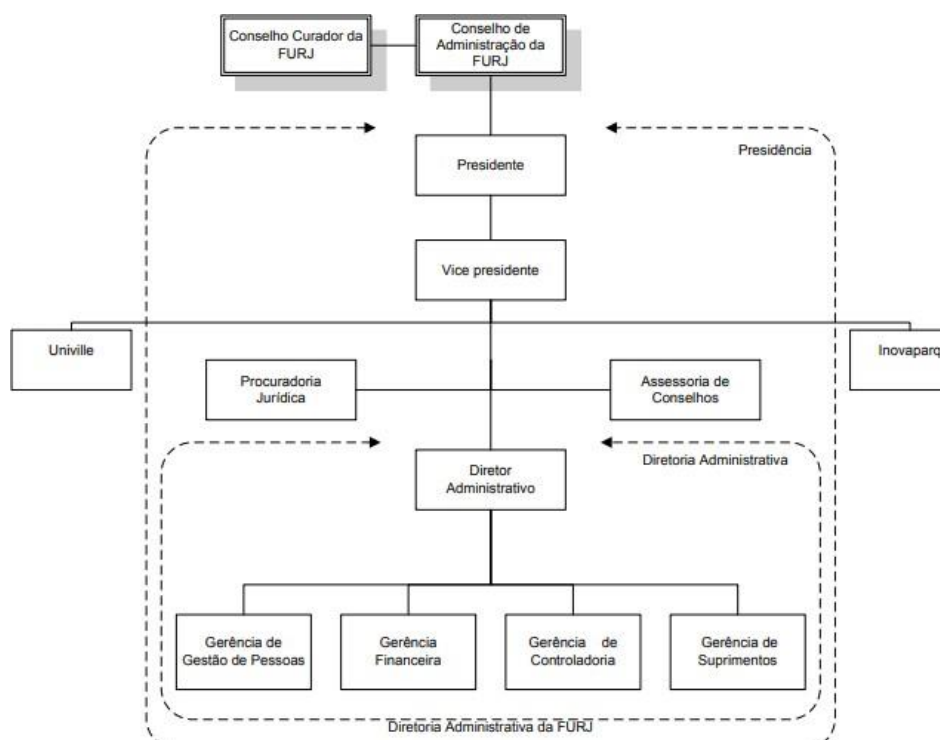 Conselho Curador da
FURJ
Conselho de
Administração da
FURJ
Presidência
Presidente
Vice presidente
Univille
Inovaparq
Procuradoria
Jurídica
Assessoria de
Conselhos
Diretoria Administrativa
Diretor
Administrativo
Gerência de
Gestão de Pessoas
Gerência
Financeira
Gerência de
Controladoria
Gerência de
Suprimentos
Diretoria Administrativa da FURJ